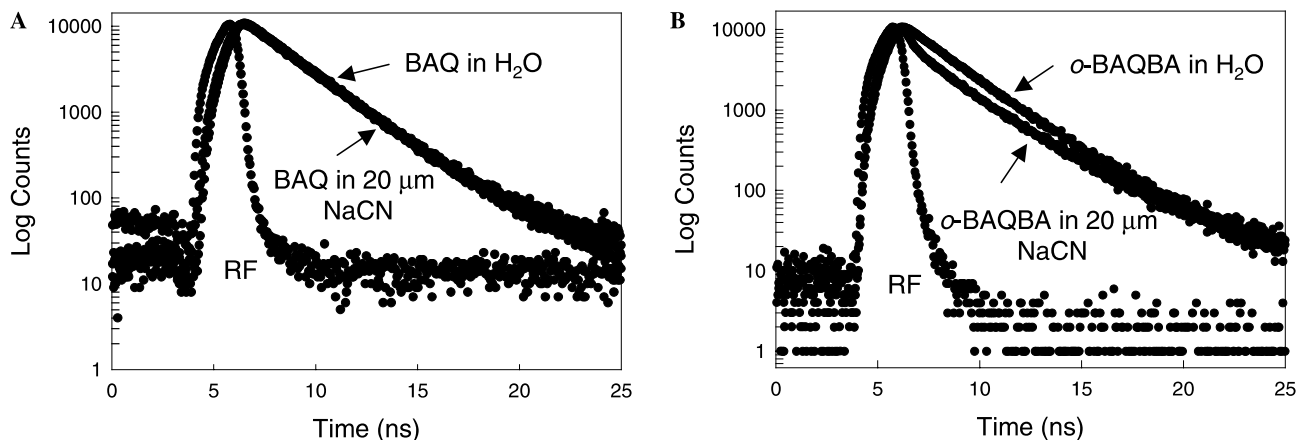 A
Log Counts
10000
1000
100
10
1
BAQ in H₂O
BAQ in 20 μm
NaCN
RF
0 5 10 15 20 25
Time (ns)
B
Log Counts
10000
1000
100
10
1
o-BAQBA in H₂O
o-BAQBA in 20 μm
NaCN
RF
0 5 10 15 20 25
Time (ns)